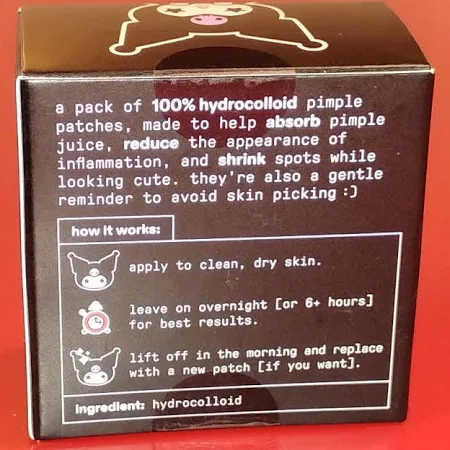 a pack of 100% hydrocolloid pimple
patches, made to help absorb pimple
juice, reduce the appearance of
inflammation, and shrink spots while
looking cute. they're also a gentle
reminder to avoid skin picking :)
how it works:
apply to clean, dry skin.
leave on overnight [or 6+ hours]
for best results.
lift off in the morning and replace
with a new patch [if you want].
ingredient: hydrocolloid